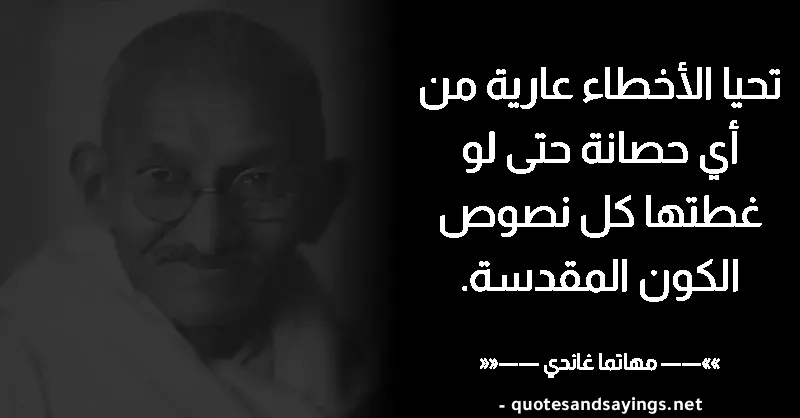 تحيا الأخطاء عارية من
أي حصانة حتى لو
غطتها كل نصوص
الكون المقدسة.
»»—— مهاتما غاندي ——««
- quotesandsayings.net